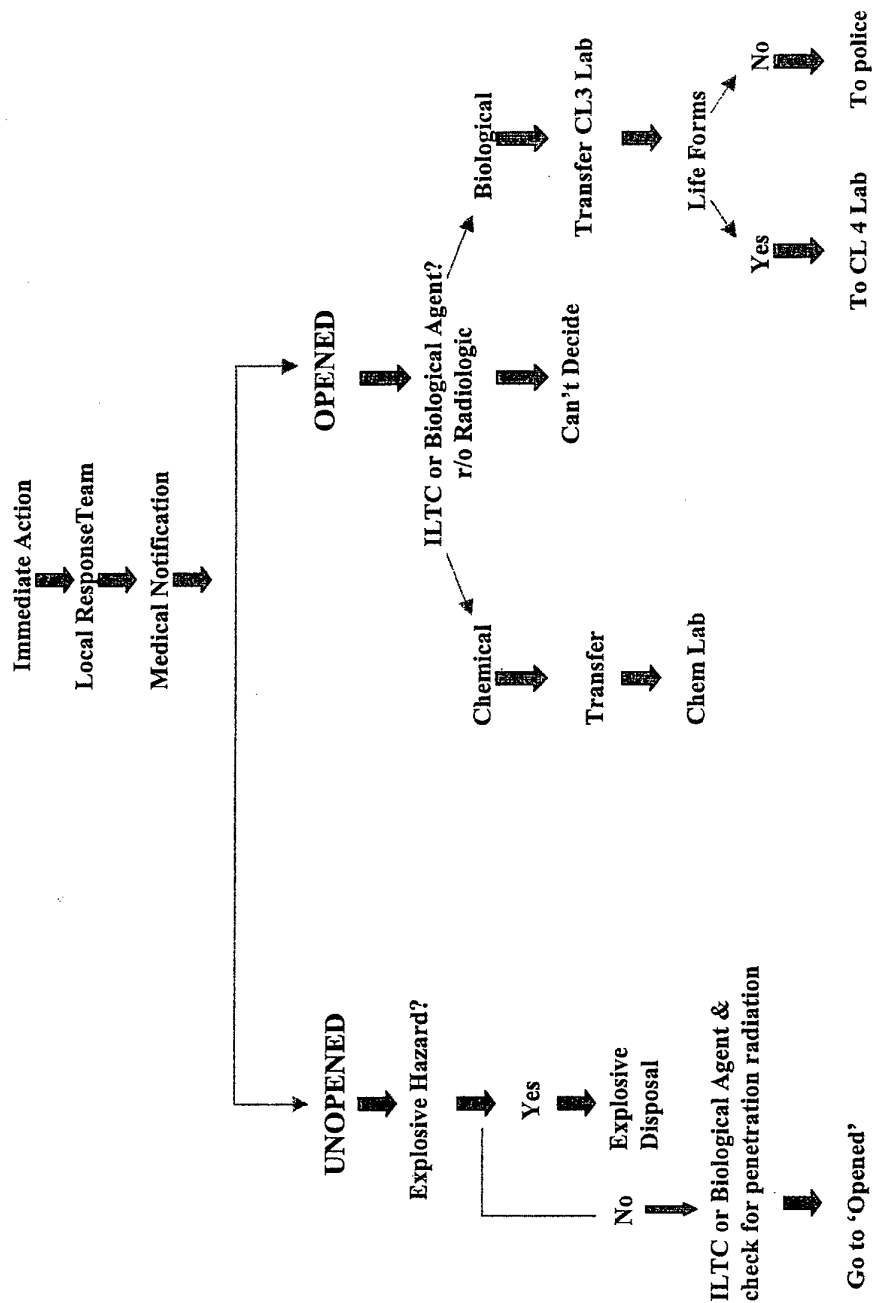 Immediate Action
Local ResponseTeam
Medical Notification
UNOPENED
Explosive Hazard?
Yes
Explosive
Disposal
No
ILTC or Biological Agent &
check for penetration radiation
Go to ‘Opened’
OPENED
ILTC or Biological Agent?
r/o Radiologic
Chemical
Transfer
Chem Lab
Can’t Decide
Biological
Transfer CL3 Lab
Life Forms
Yes
To CL 4 Lab
No
To police